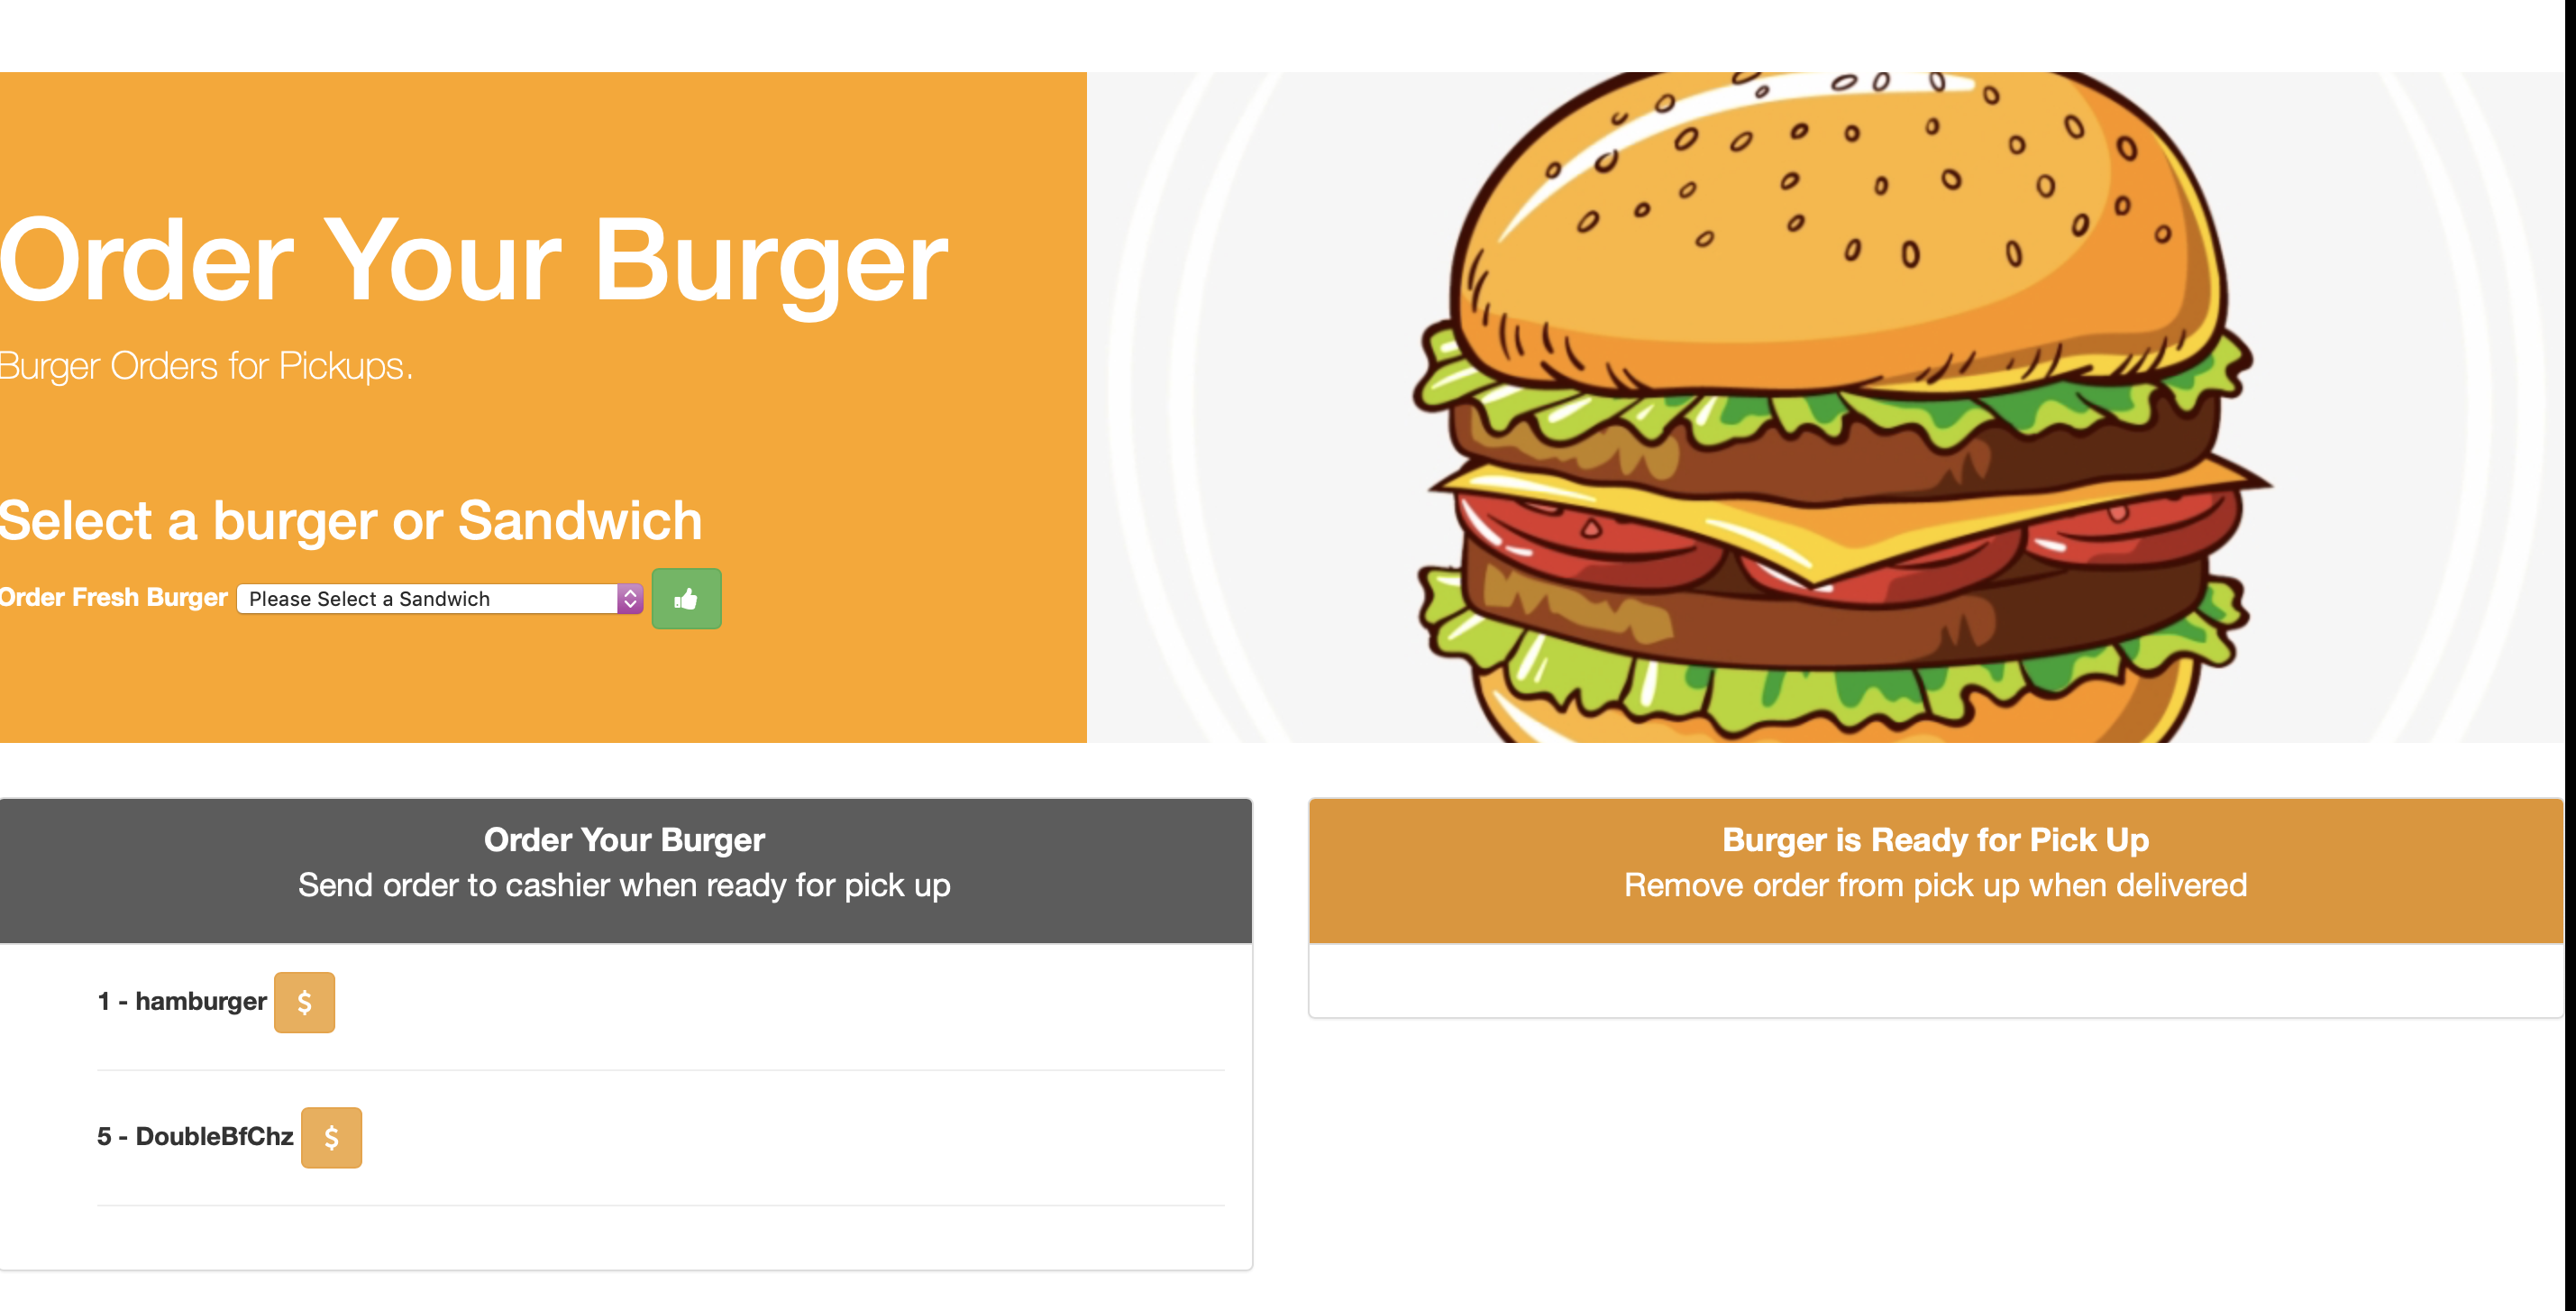 Order Your Burger
Burger Orders for Pickups.
Select a burger or Sandwich
Order Fresh Burger Please Select a Sandwich
Order Your Burger
Send order to cashier when ready for pick up
1 - hamburger $
5 - DoubleBfChz $
Burger is Ready for Pick Up
Remove order from pick up when delivered